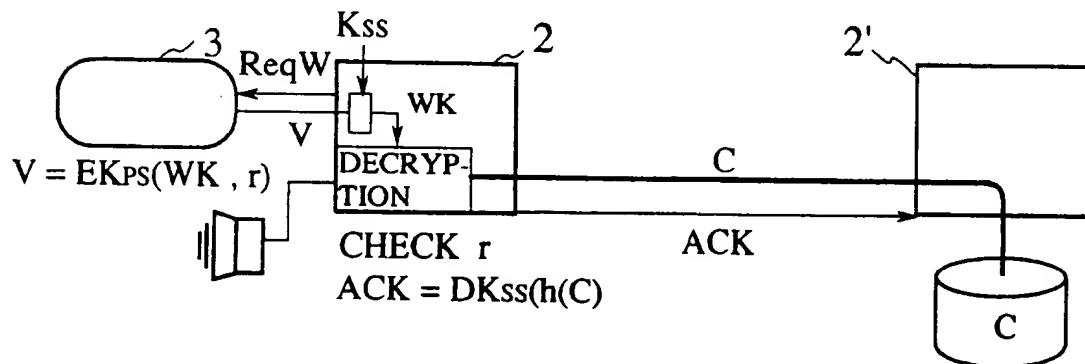 3
Kss
2
2'
ReqW
WK
V
V = EKPS(WK , r)
DECRYP-
TION
C
ACK
CHECK r
ACK = DKss(h(C)
C